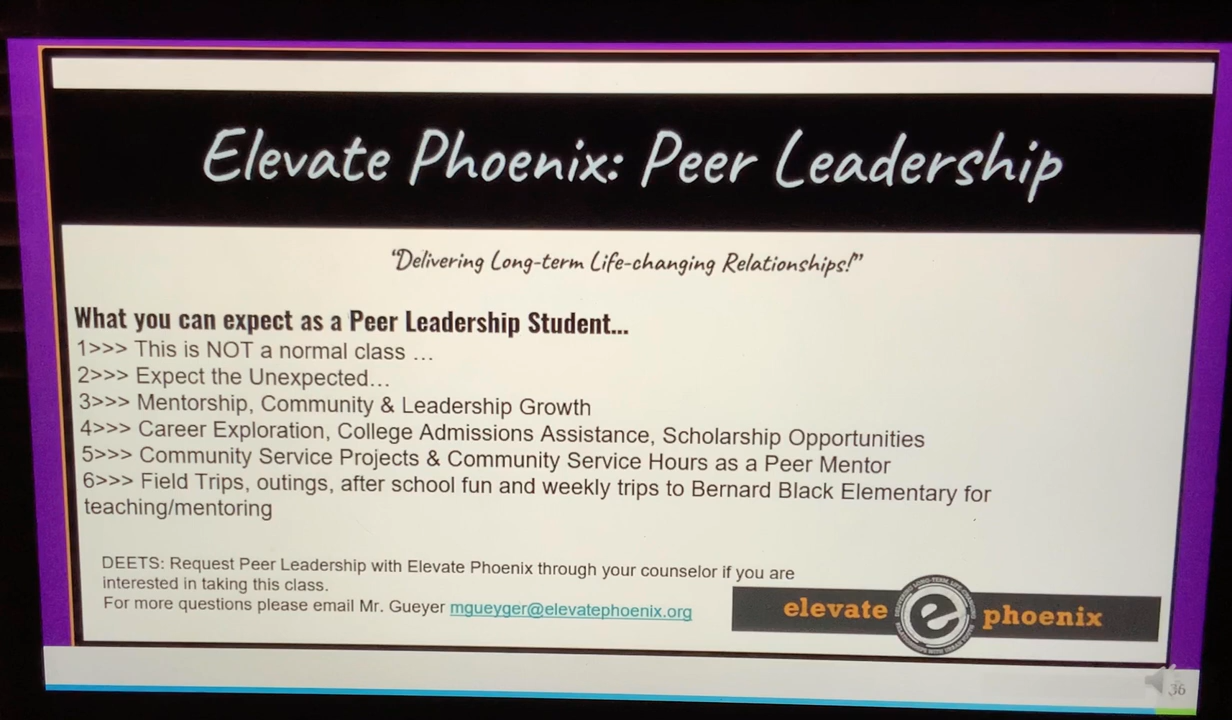 Elevate Phoenix: Peer Leadership
"Delivering Long-term Life-changing Relationships!"
What you can expect as a Peer Leadership Student...
1>>> This is NOT a normal class …
2>>> Expect the Unexpected…
3>>> Mentorship, Community & Leadership Growth
4>>> Career Exploration, College Admissions Assistance, Scholarship Opportunities
5>>> Community Service Projects & Community Service Hours as a Peer Mentor
6>>> Field Trips, outings, after school fun and weekly trips to Bernard Black Elementary for
teaching/mentoring
DEETS: Request Peer Leadership with Elevate Phoenix through your counselor if you are
interested in taking this class.
For more questions please email Mr. Gueyer mgueyger@elevatephoenix.org
elevate e phoenix
36